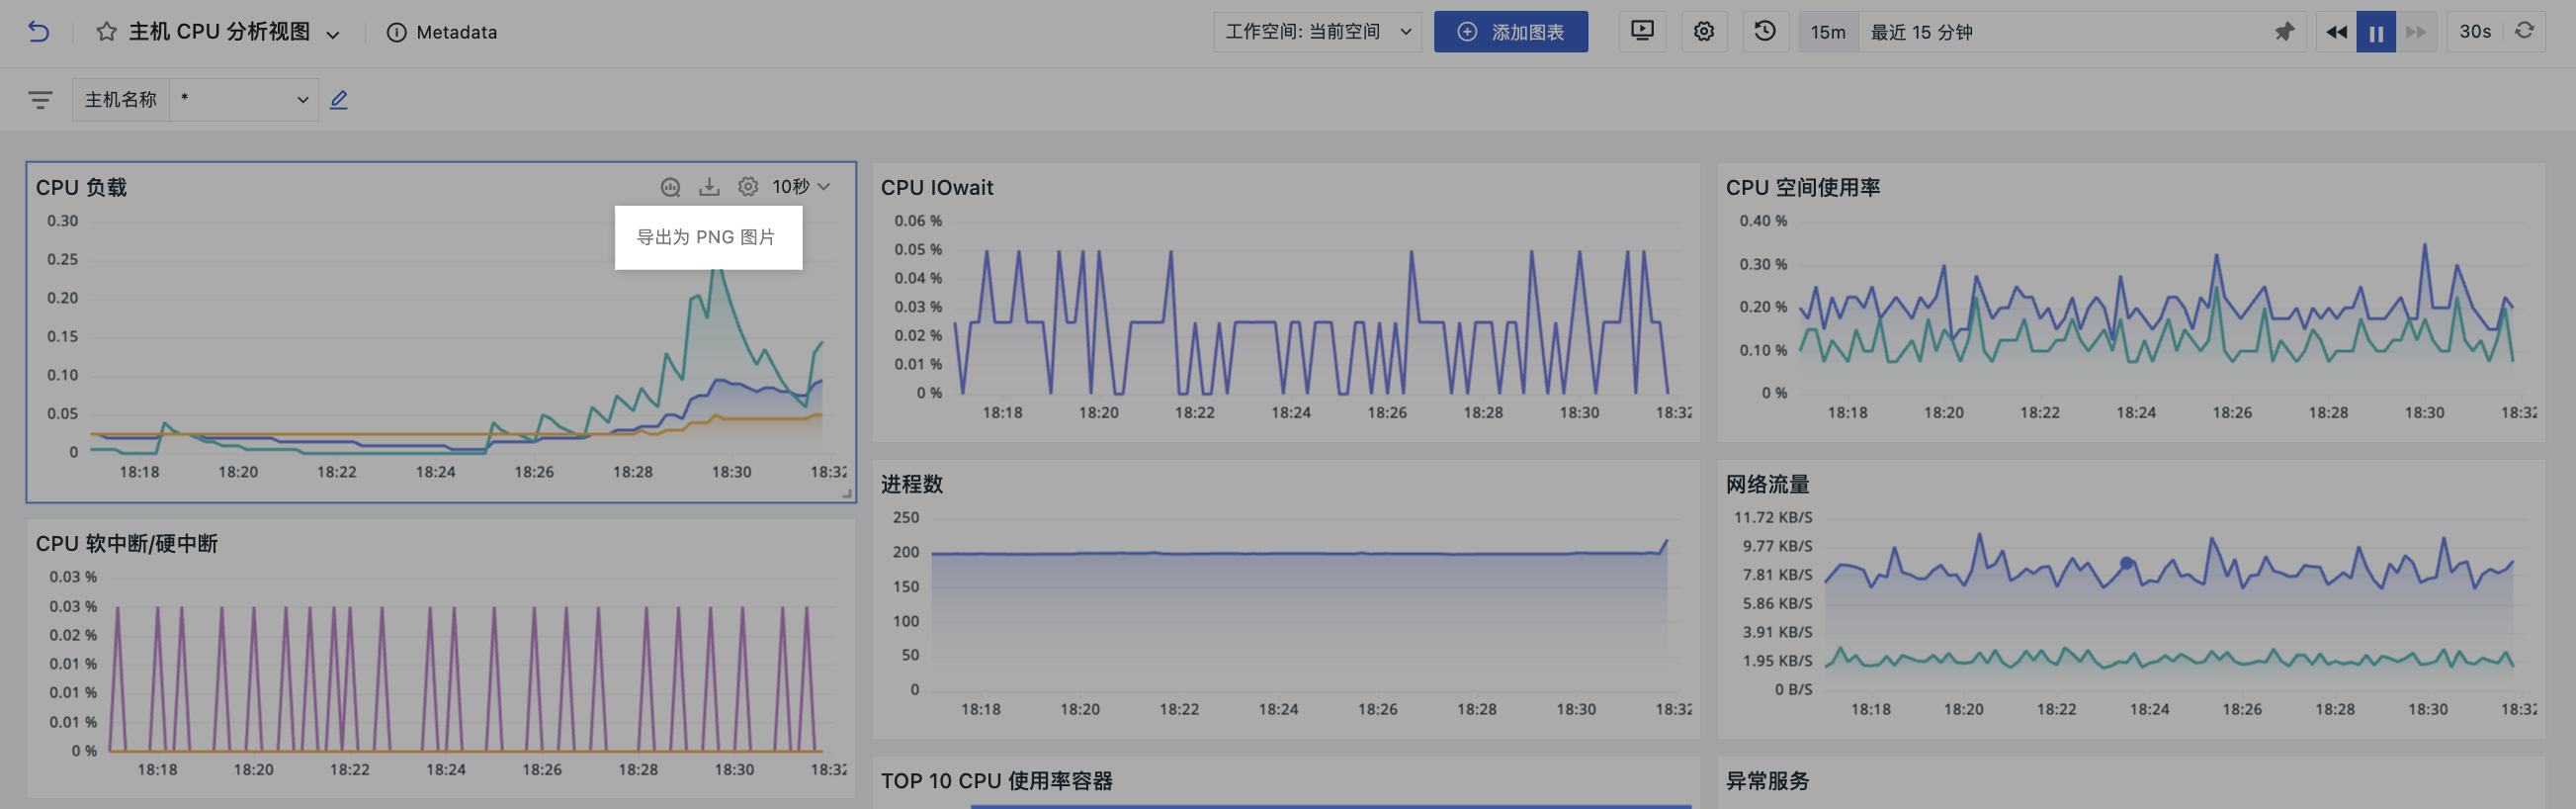 主机 CPU 分析视图
Metadata
工作空间: 当前空间
添加图表
15m
最近 15 分钟
30s
主机名称
*
CPU 负载
10秒
导出为 PNG 图片
0.30
0.25
0.20
0.15
0.10
0.05
0
18:18 18:20 18:22 18:24 18:26 18:28 18:30 18:32
CPU IOwait
0.06 %
0.05 %
0.04 %
0.03 %
0.02 %
0.01 %
0 %
18:18 18:20 18:22 18:24 18:26 18:28 18:30 18:32
CPU 空间使用率
0.40 %
0.30 %
0.20 %
0.10 %
0 %
18:18 18:20 18:22 18:24 18:26 18:28 18:30 18:32
CPU 软中断/硬中断
0.03 %
0.03 %
0.02 %
0.01 %
0.01 %
0.01 %
0 %
18:18 18:20 18:22 18:24 18:26 18:28 18:30 18:32
进程数
250
200
150
100
50
0
18:18 18:20 18:22 18:24 18:26 18:28 18:30 18:32
网络流量
11.72 KB/S
9.77 KB/S
7.81 KB/S
5.86 KB/S
3.91 KB/S
1.95 KB/S
0 B/S
18:18 18:20 18:22 18:24 18:26 18:28 18:30 18:32
TOP 10 CPU 使用率容器
异常服务